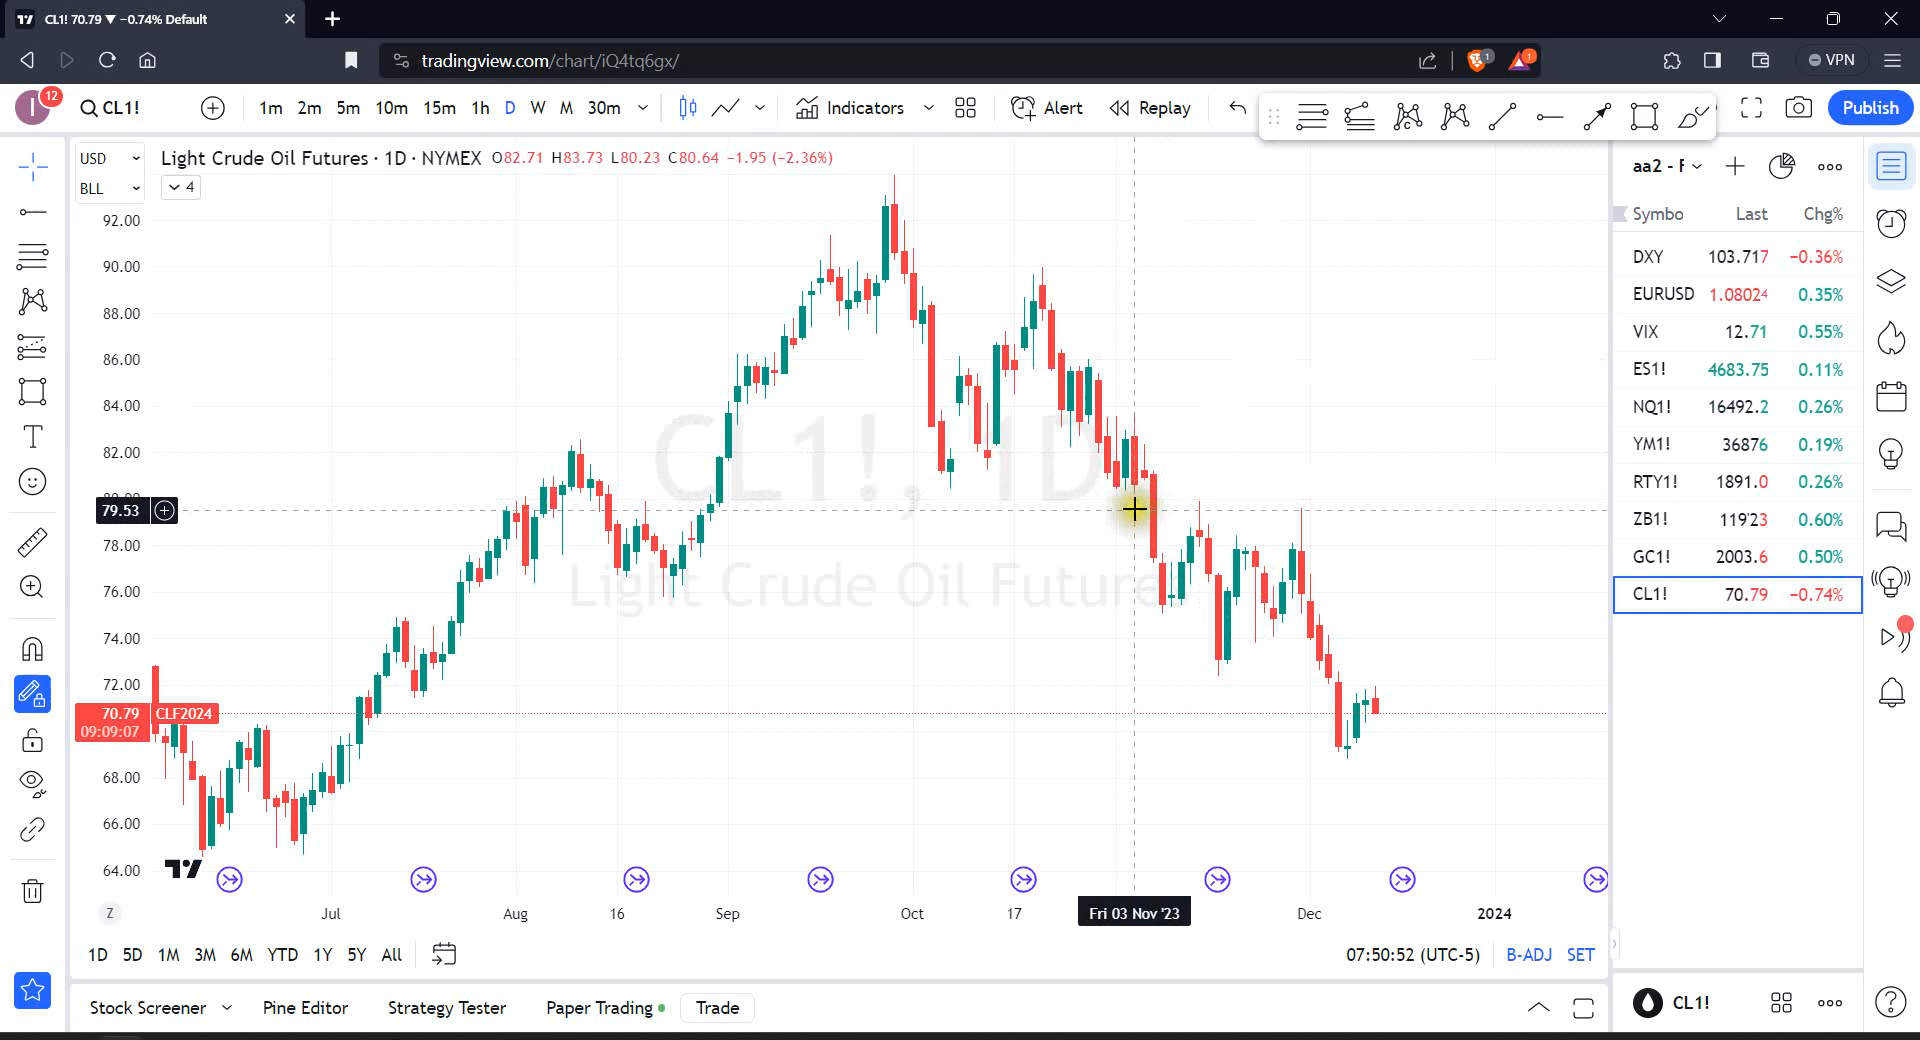 CL1! 70.79 ▼ −0.74% Default
tradingview.com/chart/iQ4tq6gx/
1
1
VPN
I
12
CL1!
1m 2m 5m 10m 15m 1h D W M 30m
Indicators
Alert
Replay
Publish
USD
BLL
Light Crude Oil Futures · 1D · NYMEX O82.71 H83.73 L80.23 C80.64 −1.95 (−2.36%)
4
aa2 - F
Symbo Last Chg%
DXY 103.717 −0.36%
EURUSD 1.08024 0.35%
VIX 12.71 0.55%
ES1! 4683.75 0.11%
NQ1! 16492.2 0.26%
YM1! 36876 0.19%
RTY1! 1891.0 0.26%
ZB1! 119'23 0.60%
GC1! 2003.6 0.50%
CL1! 70.79 −0.74%
92.00
90.00
88.00
86.00
84.00
82.00
80.00
79.53
78.00
76.00
74.00
72.00
70.79 CLF2024
09:09:07
68.00
66.00
64.00
CL1!, 1D
Light Crude Oil Future
Z
Jul Aug 16 Sep Oct 17 Fri 03 Nov '23 Dec 2024
1D 5D 1M 3M 6M YTD 1Y 5Y All
07:50:52 (UTC-5) B-ADJ SET
Stock Screener Pine Editor Strategy Tester Paper Trading Trade
CL1!